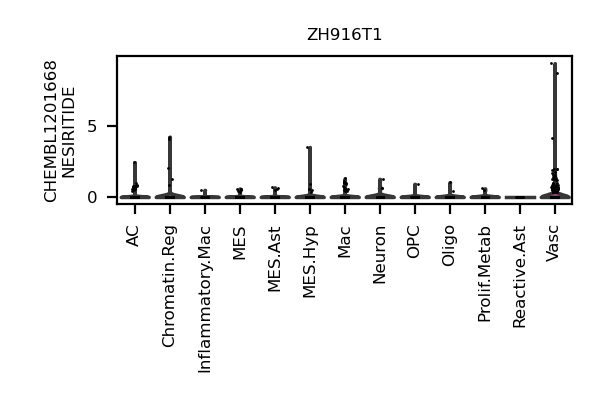 ZH916T1
CHEMBL1201668
NESIRITIDE
5
0
AC
Chromatin.Reg
Inflammatory.Mac
MES
MES.Ast
MES.Hyp
Mac
Neuron
OPC
Oligo
Prolif.Metab
Reactive.Ast
Vasc